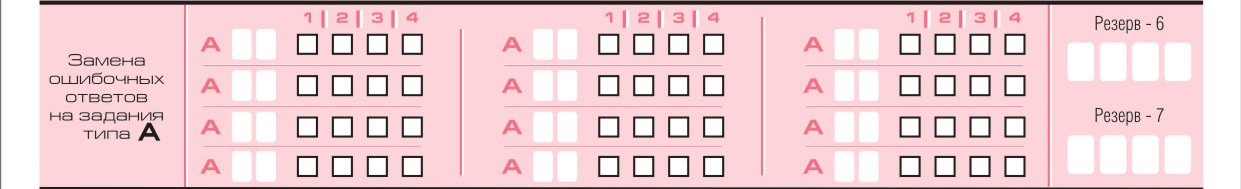 Замена
ошибочных
ответов
на задания
типа А
1 | 2 | 3 | 4
А
А
А
А
1 | 2 | 3 | 4
А
А
А
А
1 | 2 | 3 | 4
А
А
А
А
Резерв - 6
Резерв - 7